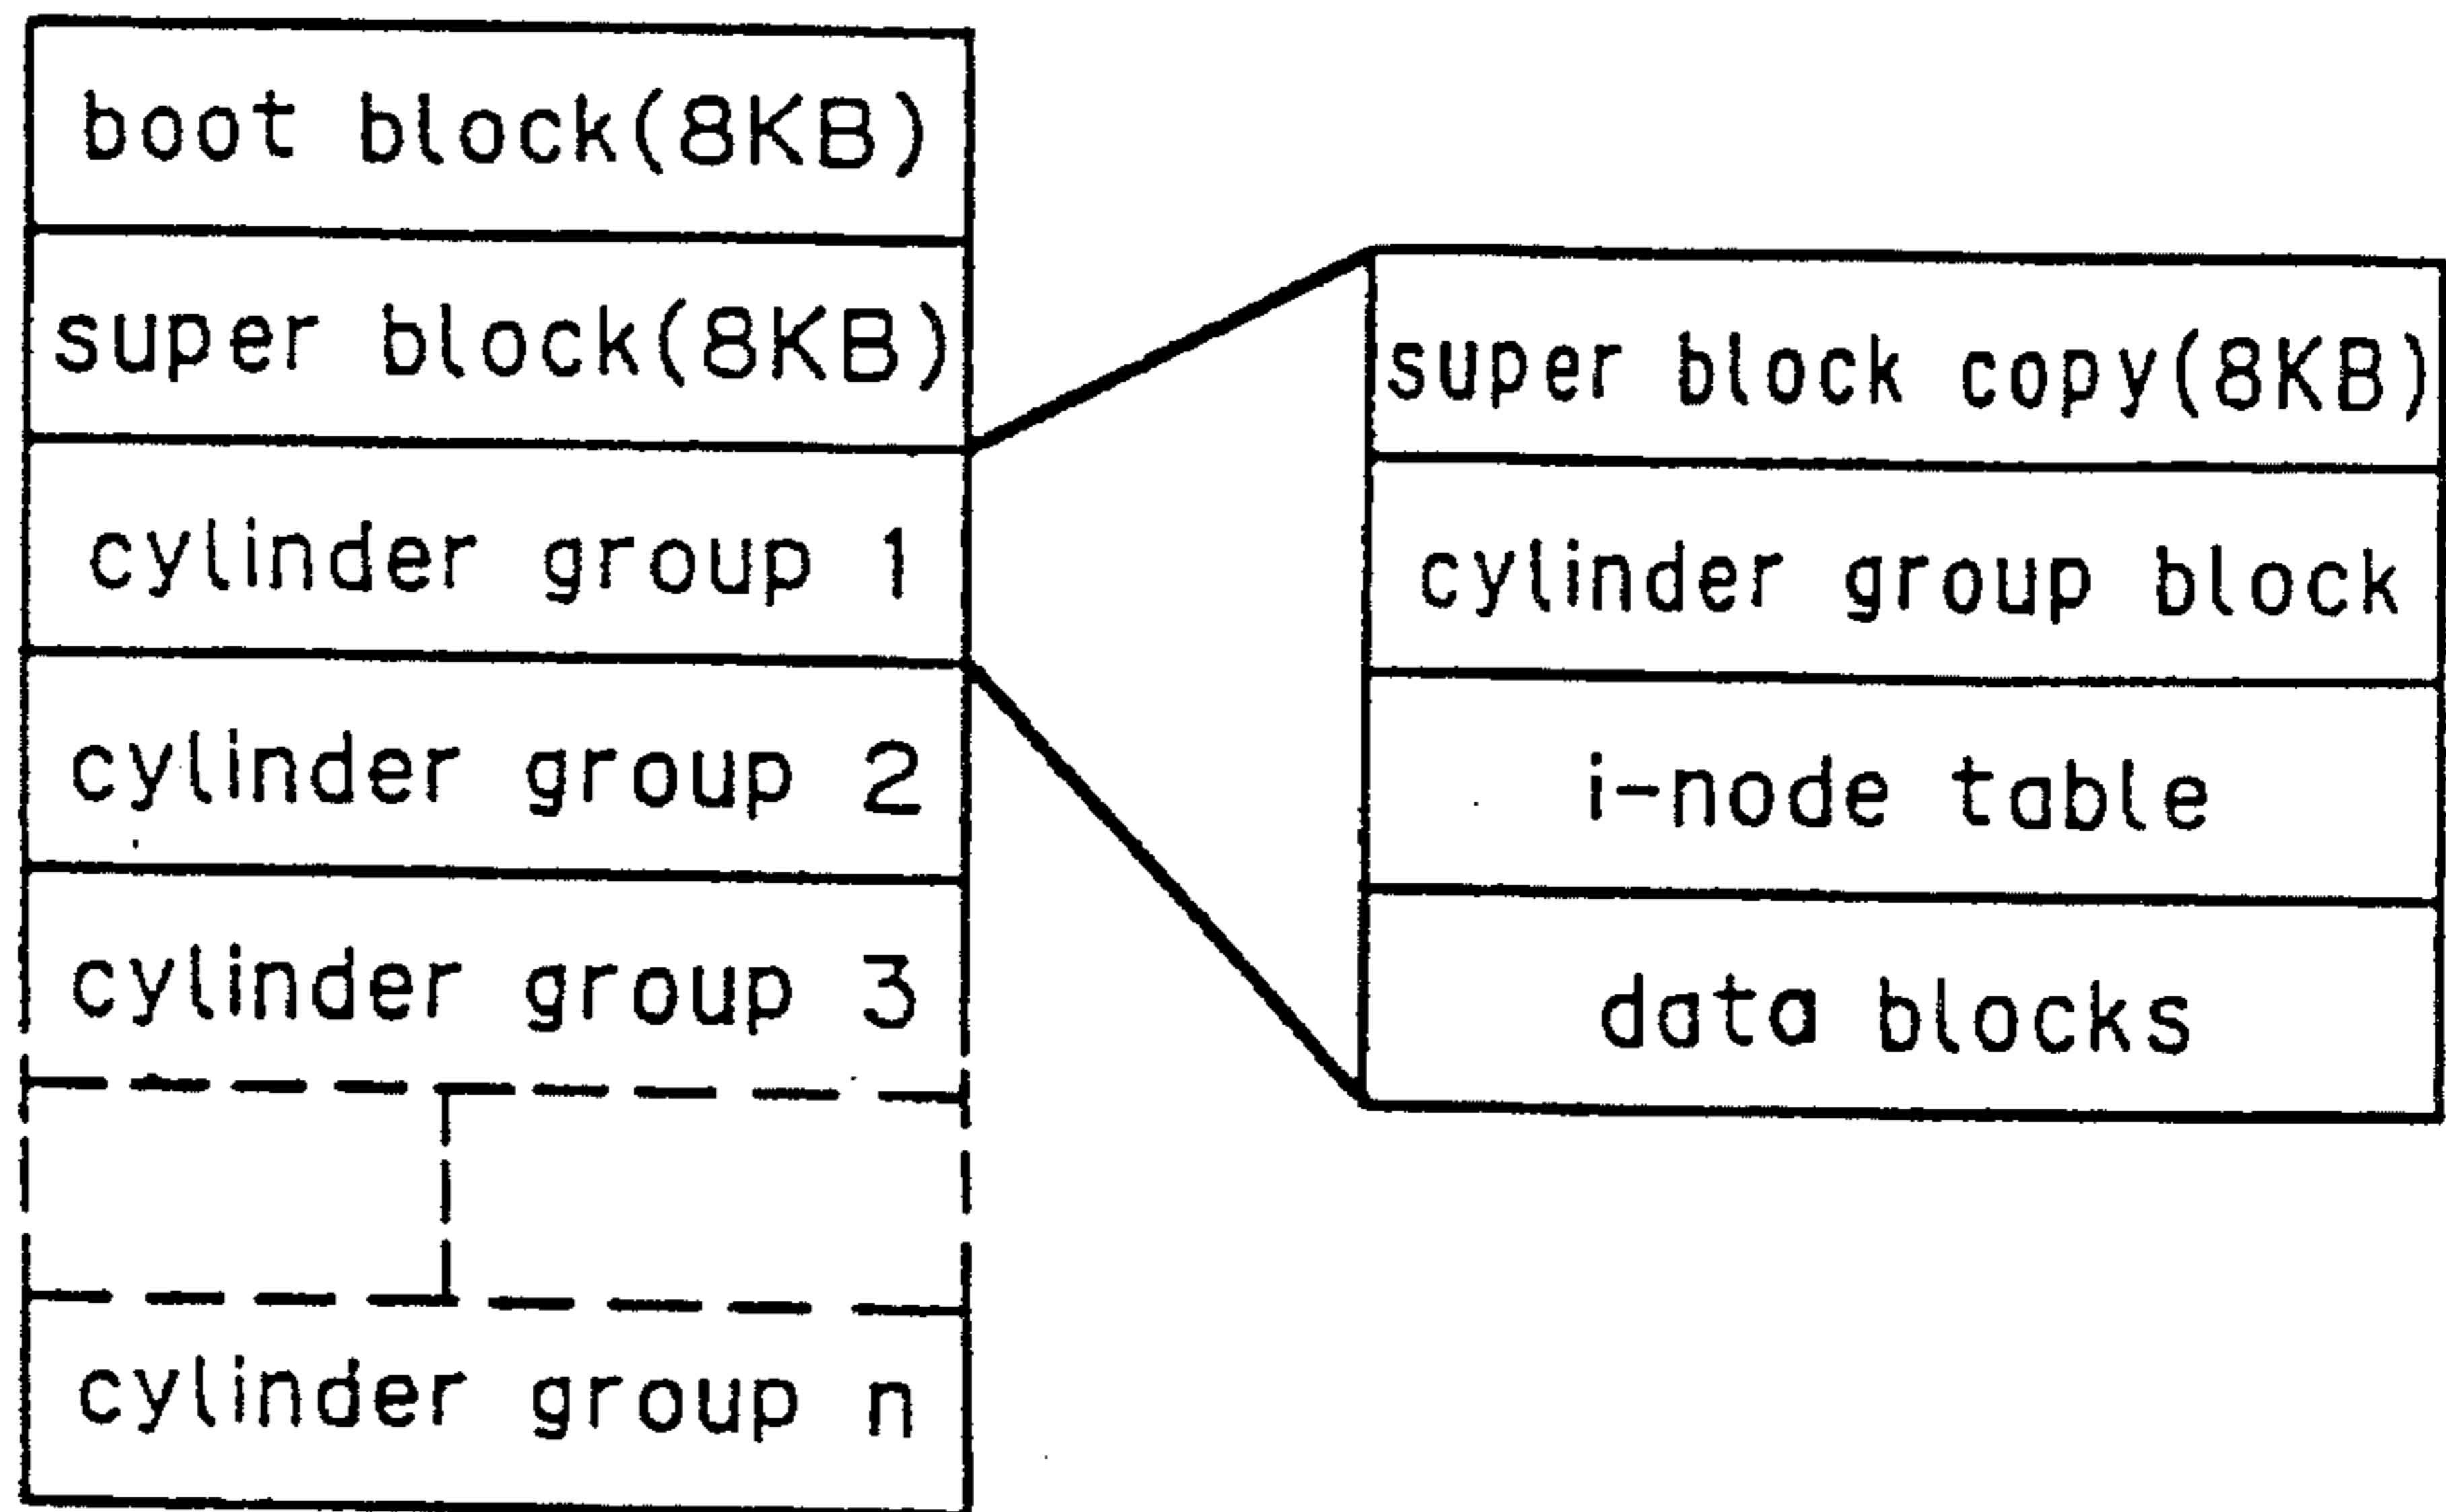 boot block(8KB)
super block(8KB)
cylinder group 1
cylinder group 2
cylinder group 3
cylinder group n
super block copy(8KB)
cylinder group block
i-node table
data blocks